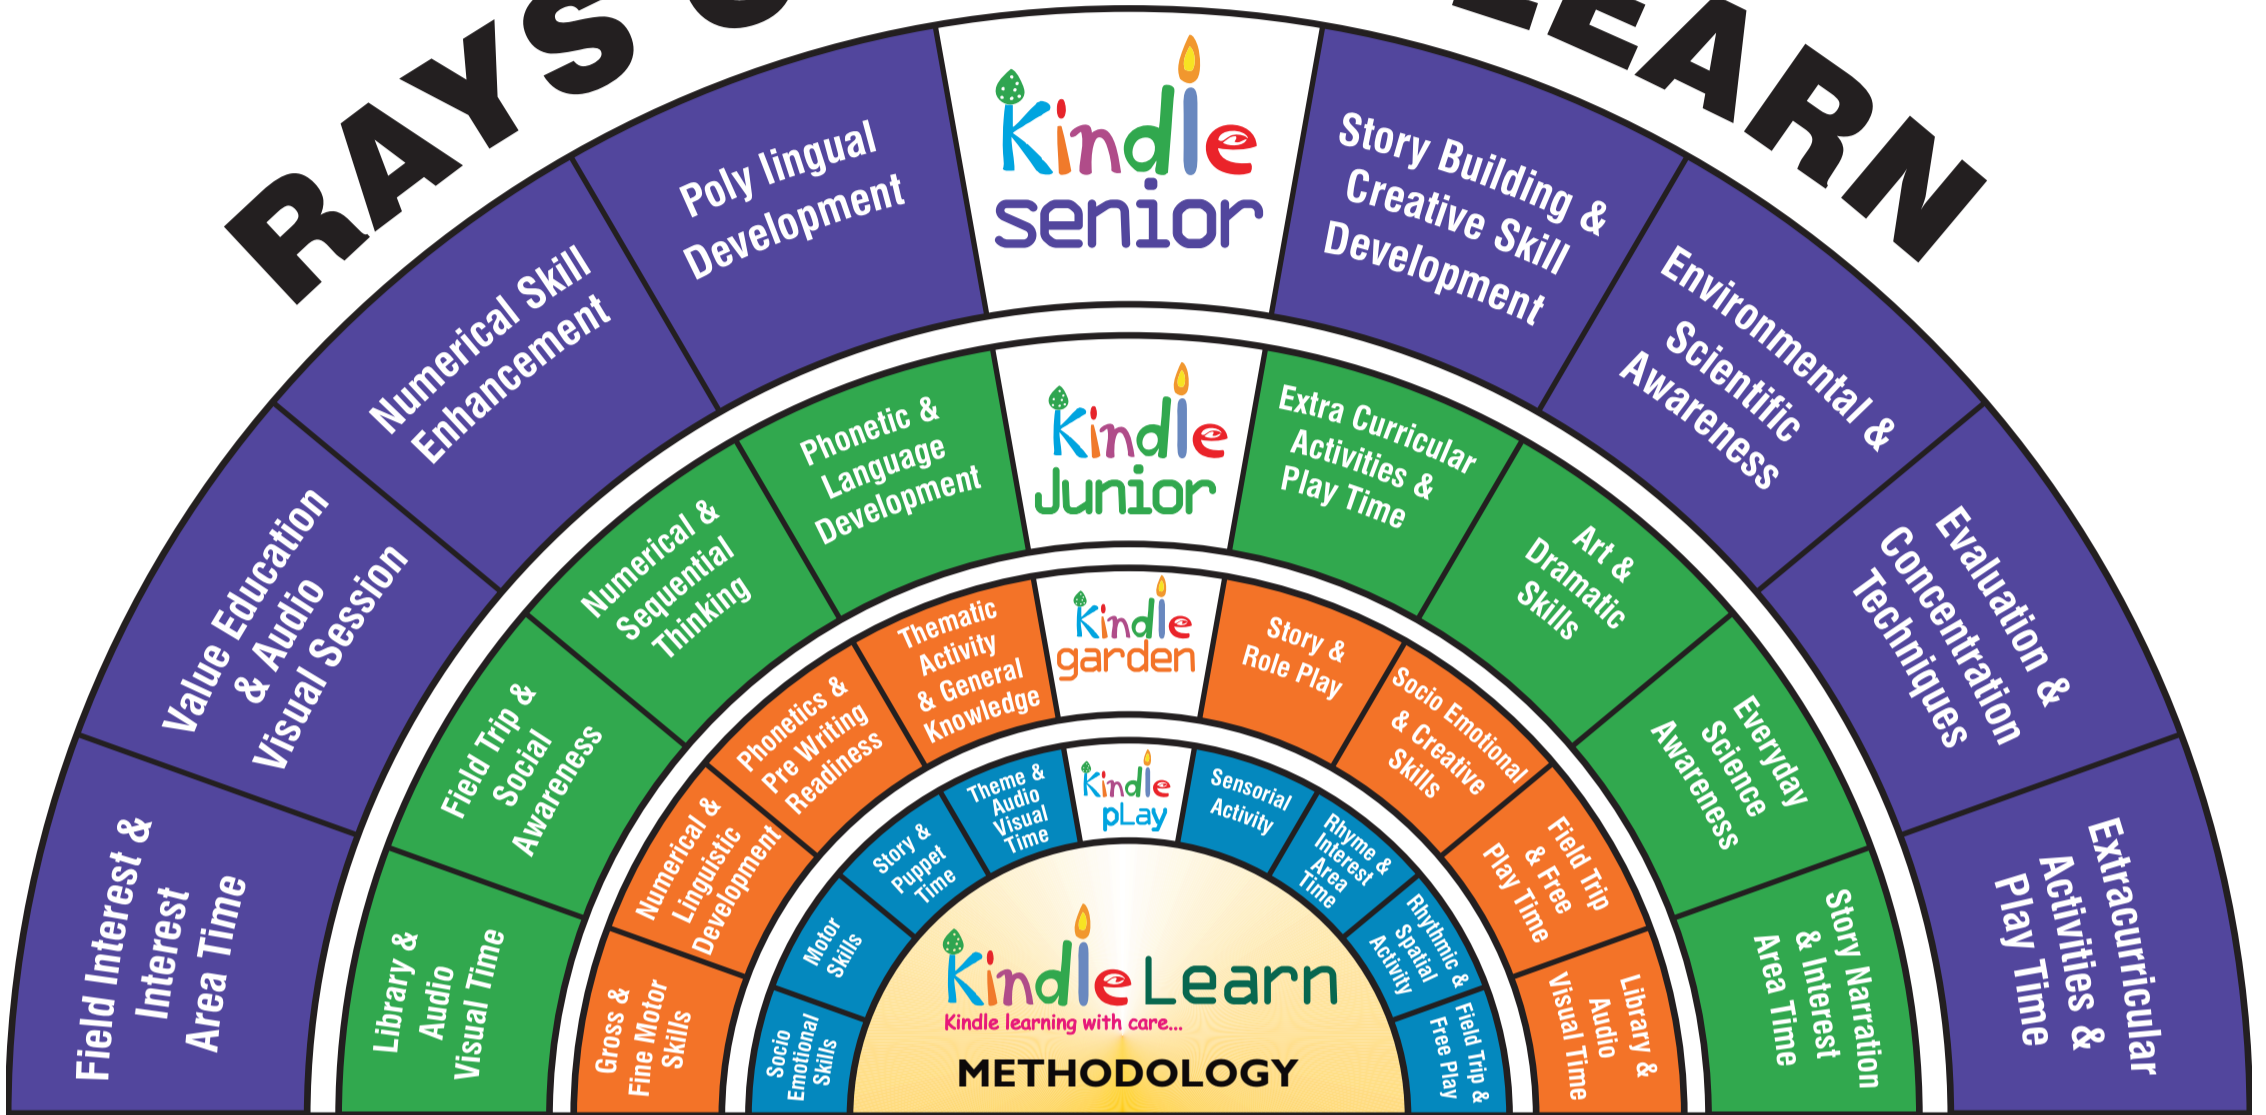 RAYS
LEARN
Kindle
senior
Field Interest &
Interest
Area Time
Value Education
& Audio
Visual Session
Numerical Skill
Enhancement
Poly lingual
Development
Story Building &
Creative Skill
Development
Environmental &
Scientific
Awareness
Evaluation &
Concentration
Techniques
Extracurricular
Activities &
Play Time
Kindle
Junior
Library &
Audio
Visual Time
Field Trip &
Social
Awareness
Numerical &
Sequential
Thinking
Phonetic &
Language
Development
Extra Curricular
Activities &
Play Time
Art &
Dramatic
Skills
Everyday
Science
Awareness
Story Narration
& Interest
Area Time
Kindle
garden
Gross &
Fine Motor
Skills
Numerical &
Linguistic
Development
Phonetics &
Pre Writing
Readiness
Thematic
Activity
& General
Knowledge
Story &
Role Play
Socio Emotional
& Creative
Skills
Field Trip
& Free
Play Time
Library &
Audio
Visual Time
Kindle
pLay
Socio
Emotional
Skills
Motor
Skills
Story &
Puppet
Time
Theme &
Audio
Visual
Time
Sensorial
Activity
Rhyme &
Interest
Area
Time
Rhythmic &
Spatial
Activity
Field Trip &
Free Play
Kindle Learn
Kindle learning with care...
METHODOLOGY